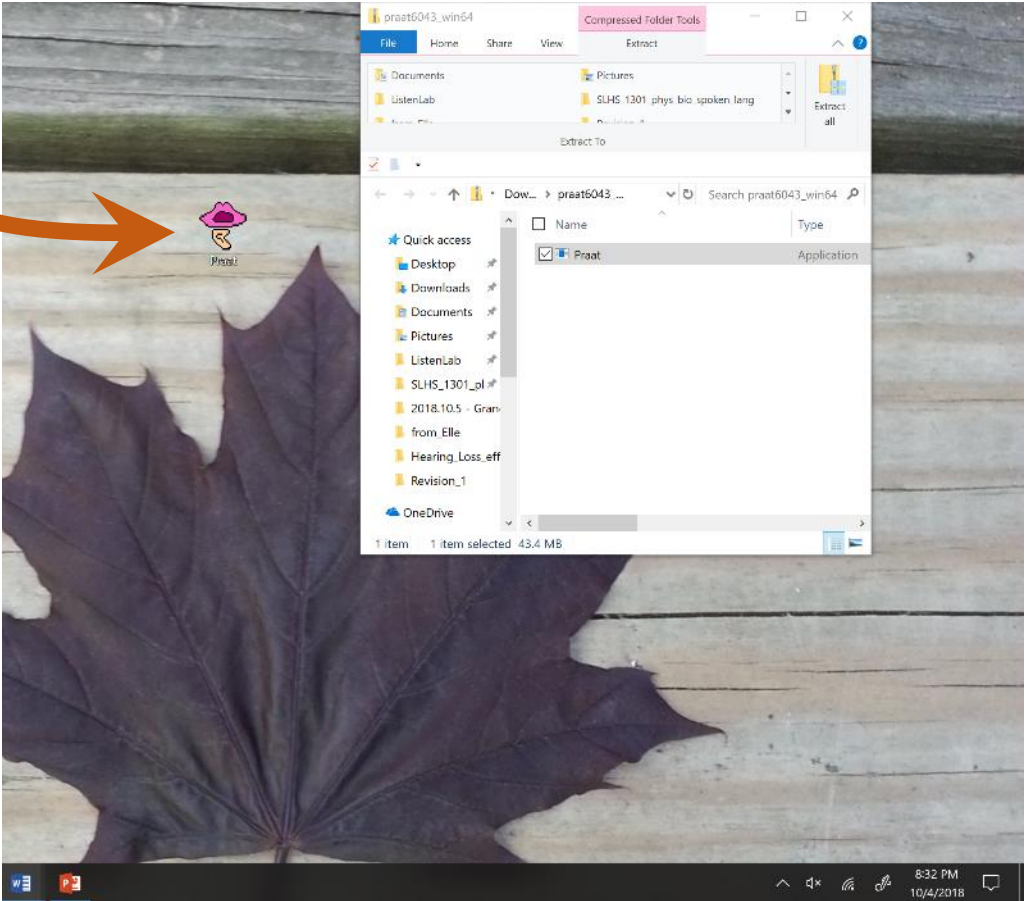 praat6043_win64
Compressed Folder Tools
File Home Share View Extract
Documents
Pictures
ListenLab
SLHS 1301 phys bio spoken lang
Extract all
Extract To
Dow... > praat6043_...
Search praat6043_win64
Name
Type
Praat
Application
Quick access
Desktop
Downloads
Documents
Pictures
ListenLab
SLHS_1301_pl
2018.10.5 - Gran
from_Elle
Hearing_Loss_eff
Revision_1
OneDrive
1 item 1 item selected 43.4 MB
Praat
8:32 PM
10/4/2018